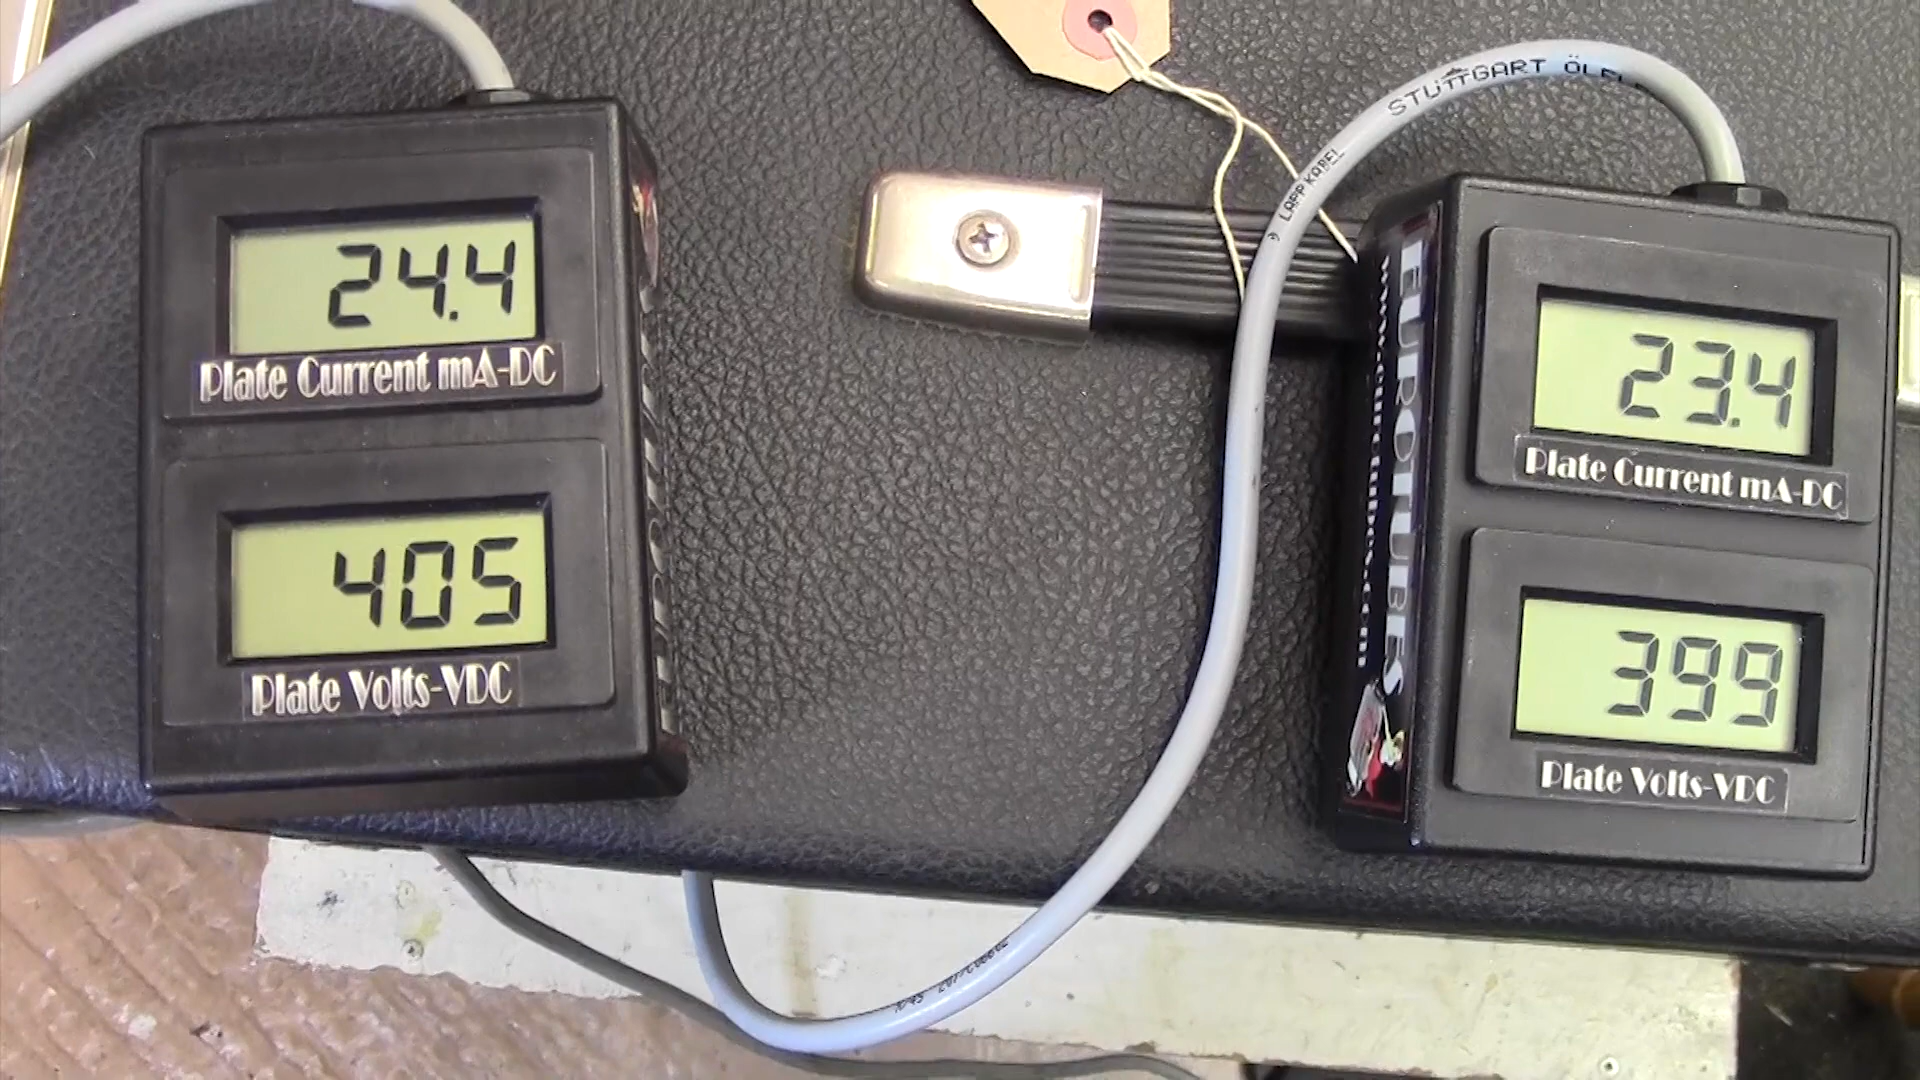 24.4
Plate Current mA-DC
405
Plate Volts-VDC
LAPP KABEL STUTTGART
EUROTUBES
23.4
Plate Current mA-DC
399
Plate Volts-VDC